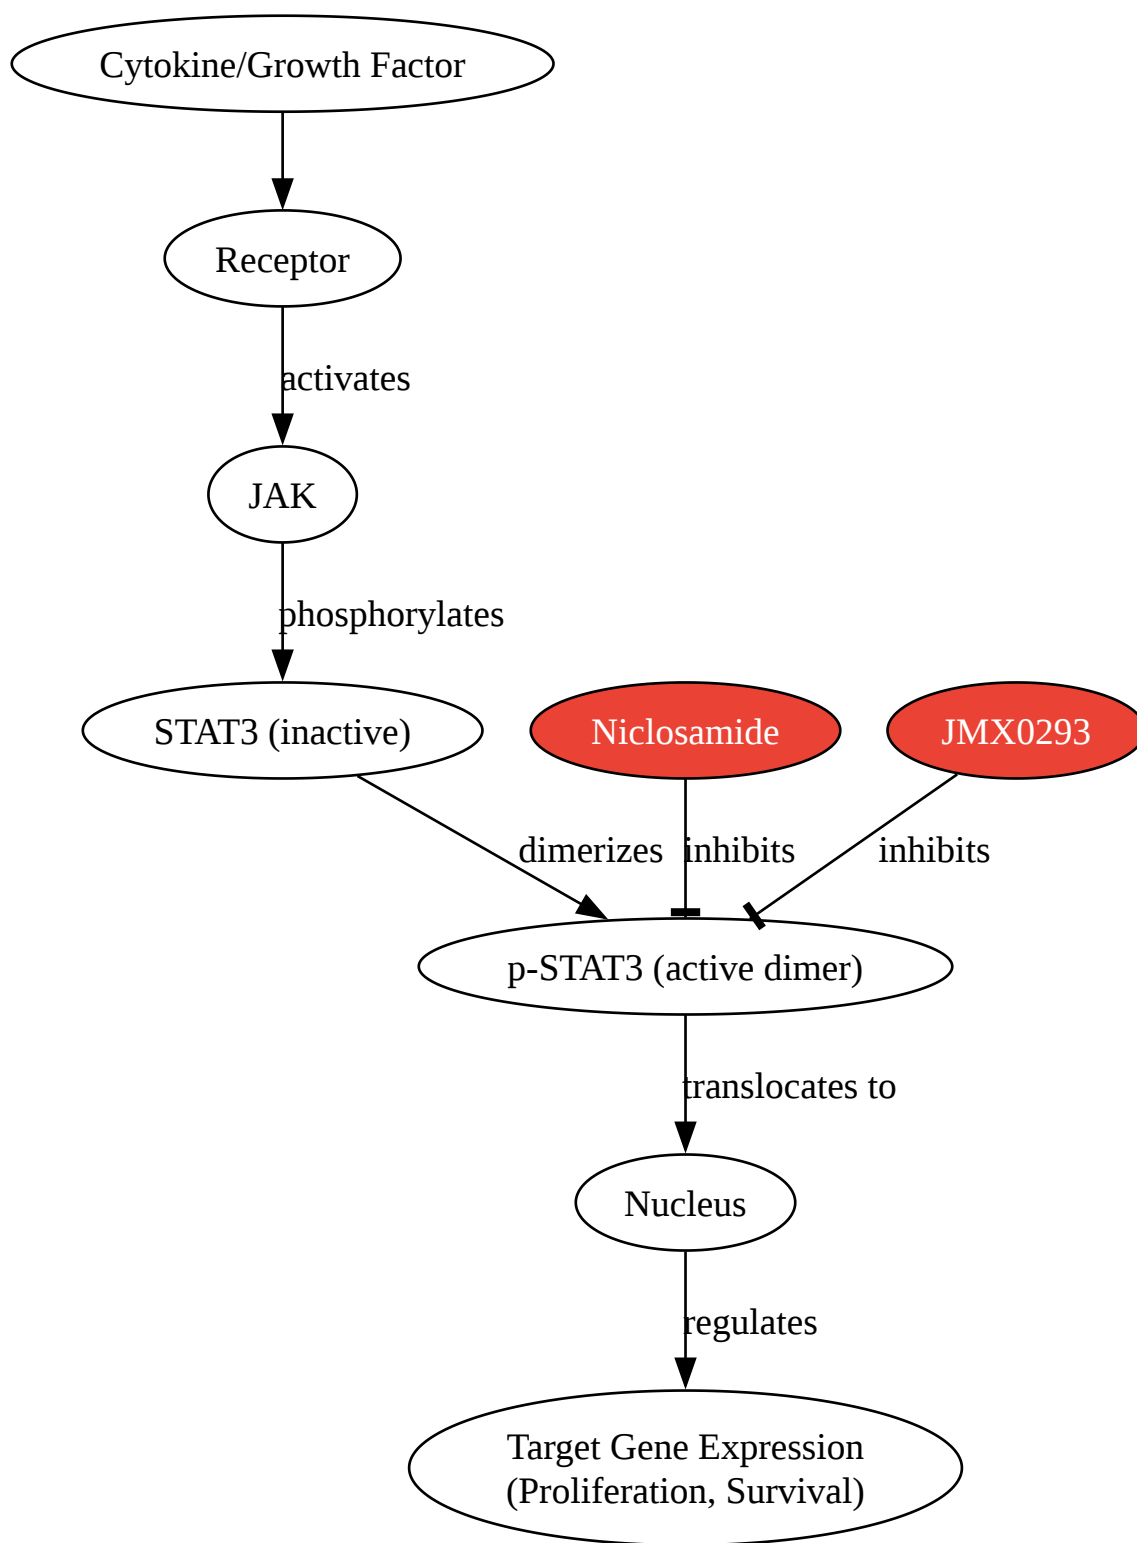 Cytokine/Growth Factor
Receptor
activates
JAK
phosphorylates
STAT3 (inactive)
Niclosamide
JMX0293
dimerizes
inhibits
inhibits
p-STAT3 (active dimer)
translocates to
Nucleus
regulates
Target Gene Expression
(Proliferation, Survival)